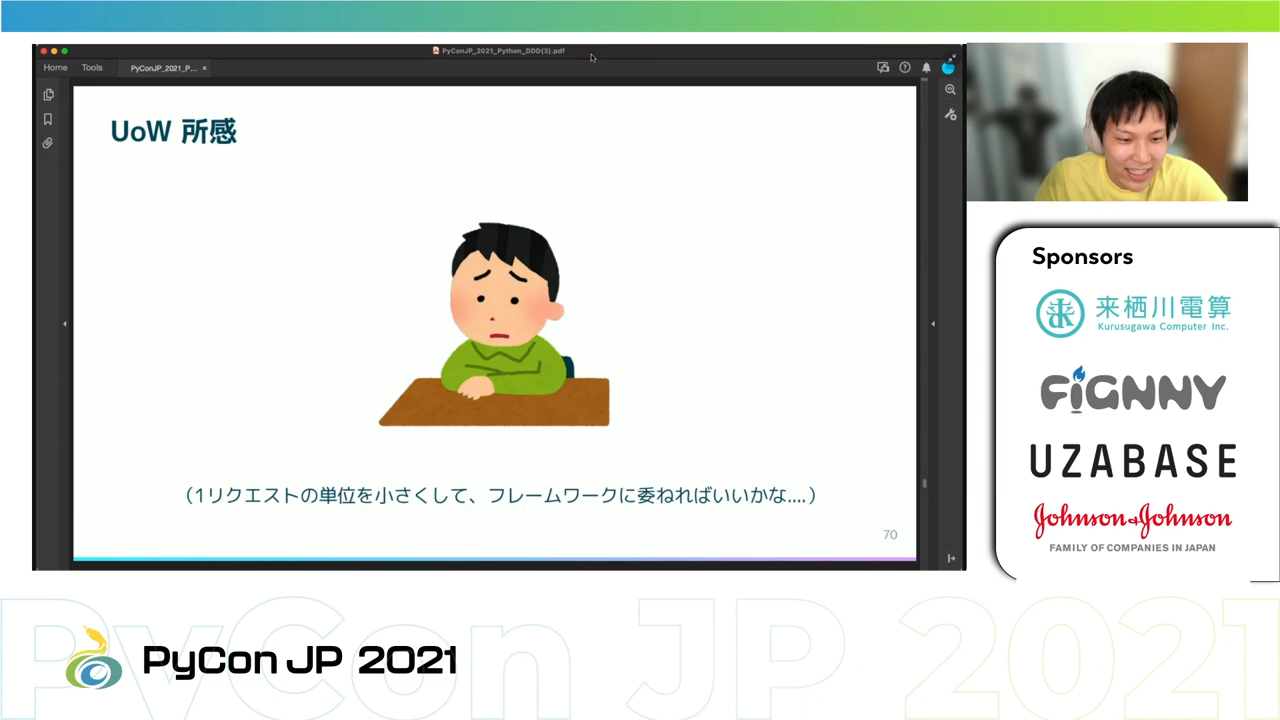 PyConJP_2021_Python_DDD(3).pdf
Home
Tools
PyConJP_2021_P...
UoW 所感
（1リクエストの単位を小さくして、フレームワークに委ねればいいかな....）
70
Sponsors
来栖川電算
Kurusugawa Computer Inc.
FiGNNY
UZABASE
Johnson&Johnson
FAMILY OF COMPANIES IN JAPAN
PyCon JP 2021
PyCon JP 2021